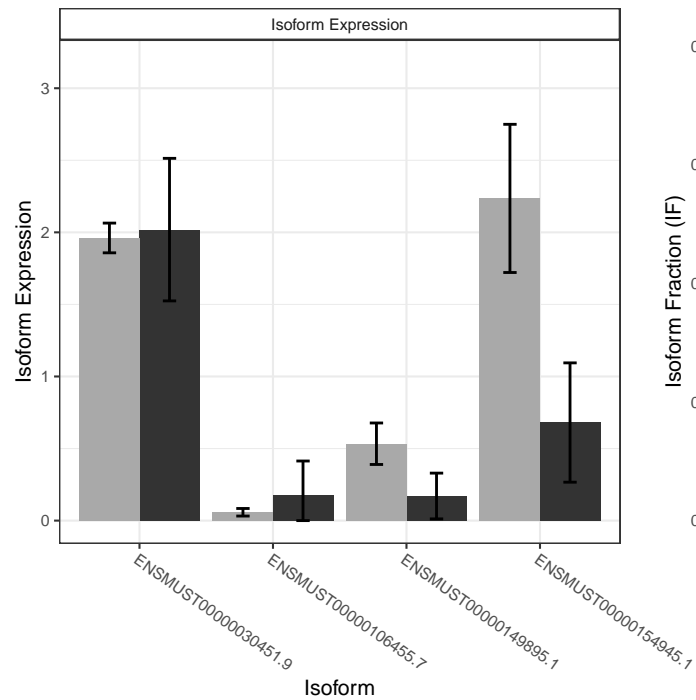 Isoform Expression
Isoform Expression
3
2
1
0
ENSMUST00000030451.9
ENSMUST00000106455.7
ENSMUST00000149895.1
ENSMUST00000154945.1
Isoform
Isoform Fraction (IF)